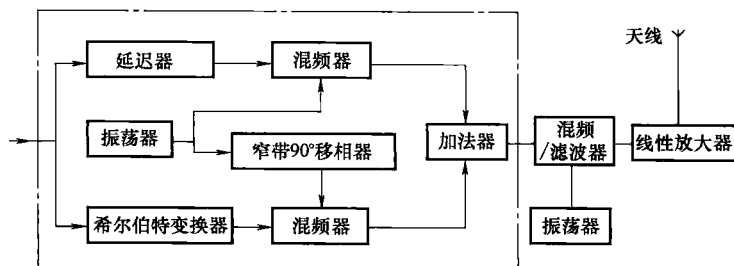 天线
延迟器
混频器
振荡器
窄带90°移相器
加法器
混频
/滤波器
线性放大器
希尔伯特变换器
混频器
振荡器